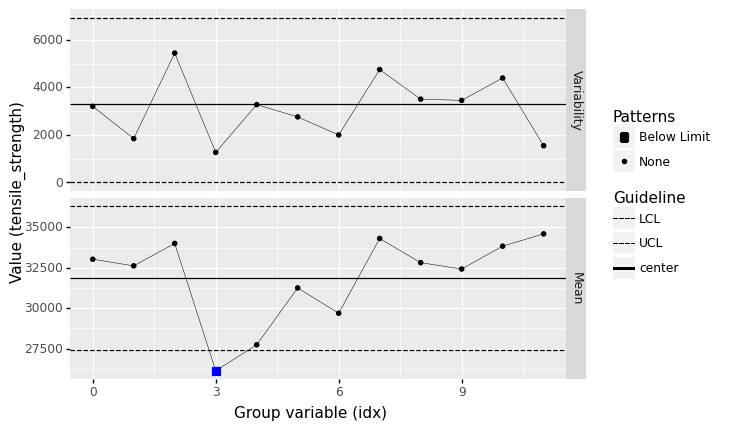 6000
4000
2000
0
Variability
35000
32500
30000
27500
Mean
0
3
6
9
Group variable (idx)
Value (tensile_strength)
Patterns
Below Limit
None
Guideline
LCL
UCL
center